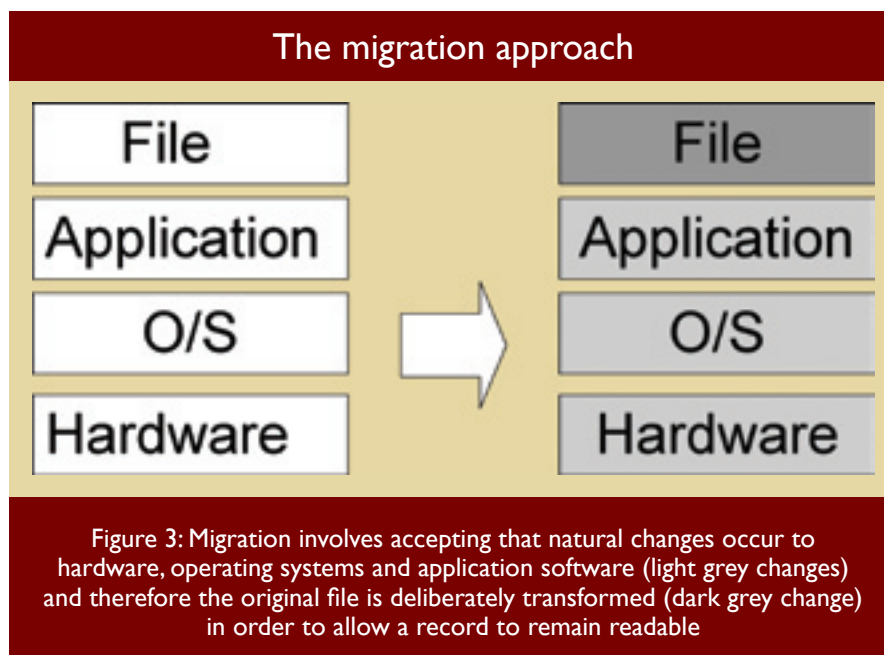 The migration approach
File File
Application Application
O/S O/S
Hardware Hardware
Figure 3: Migration involves accepting that natural changes occur to
hardware, operating systems and application software (light grey changes)
and therefore the original file is deliberately transformed (dark grey change)
in order to allow a record to remain readable